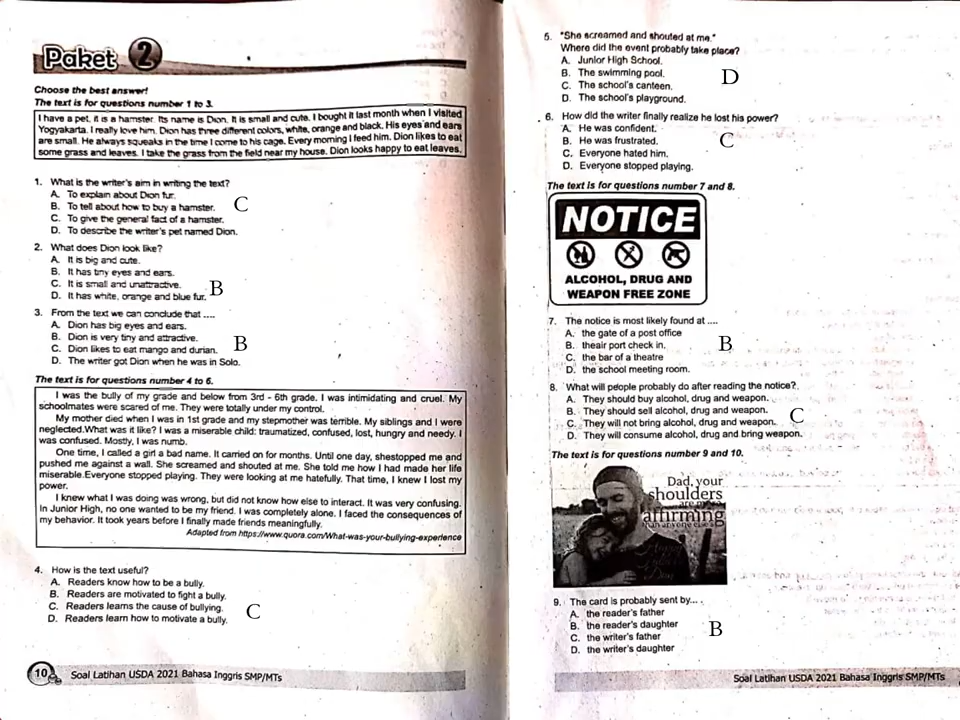 Paket 2
Choose the best answer!
The text is for questions number 1 to 3.
I have a pet, it is a hamster. Its name is Dion. It is small and cute. I bought it last month when I visited
Yogyakarta. I really love him. Dion has three different colors, white, orange and black. His eyes and ears
are small. He always squeaks in the time I come to his cage. Every morning I feed him. Dion likes to eat
some grass and leaves. I take the grass from the field near my house. Dion looks happy to eat leaves.
1. What is the writer's aim in writing the text?
A. To explain about Dion fur.
B. To tell about how to buy a hamster.
C. To give the general fact of a hamster.
D. To describe the writer's pet named Dion.
C
2. What does Dion look like?
A. It is big and cute.
B. It has tiny eyes and ears.
C. It is small and unattractive.
D. It has white, orange and blue fur.
B
3. From the text we can conclude that ....
A. Dion has big eyes and ears.
B. Dion is very tiny and attractive.
C. Dion likes to eat mango and durian.
D. The writer got Dion when he was in Solo.
B
The text is for questions number 4 to 6.
I was the bully of my grade and below from 3rd - 6th grade. I was intimidating and cruel. My
schoolmates were scared of me. They were totally under my control.
My mother died when I was in 1st grade and my stepmother was terrible. My siblings and I were
neglected.What was it like? I was a miserable child: traumatized, confused, lost, hungry and needy. I
was confused. Mostly, I was numb.
One time, I called a girl a bad name. It carried on for months. Until one day, shestopped me and
pushed me against a wall. She screamed and shouted at me. She told me how I had made her life
miserable.Everyone stopped playing. They were looking at me hatefully. That time, I knew I lost my
power.
I knew what I was doing was wrong, but did not know how else to interact. It was very confusing.
In Junior High, no one wanted to be my friend. I was completely alone. I faced the consequences of
my behavior. It took years before I finally made friends meaningfully.
Adapted from https://www.quora.com/What-was-your-bullying-experience
4. How is the text useful?
A. Readers know how to be a bully.
B. Readers are motivated to fight a bully.
C. Readers learns the cause of bullying.
D. Readers learn how to motivate a bully.
C
10 Soal Latihan USDA 2021 Bahasa Inggris SMP/MTs
5. "She screamed and shouted at me."
Where did the event probably take place?
A. Junior High School.
B. The swimming pool.
C. The school's canteen.
D. The school's playground.
D
6. How did the writer finally realize he lost his power?
A. He was confident.
B. He was frustrated.
C. Everyone hated him.
D. Everyone stopped playing.
C
The text is for questions number 7 and 8.
NOTICE
ALCOHOL, DRUG AND
WEAPON FREE ZONE
7. The notice is most likely found at ....
A. the gate of a post office
B. theair port check in.
C. the bar of a theatre
D. the school meeting room.
B
8. What will people probably do after reading the notice?
A. They should buy alcohol, drug and weapon.
B. They should sell alcohol, drug and weapon.
C. They will not bring alcohol, drug and weapon.
D. They will consume alcohol, drug and bring weapon.
C
The text is for questions number 9 and 10.
Dad, your
shoulders
are more
affirming
than anyone else's
9. The card is probably sent by... .
A. the reader's father
B. the reader's daughter
C. the writer's father
D. the writer's daughter
B
Soal Latihan USDA 2021 Bahasa Inggris SMP/MTs